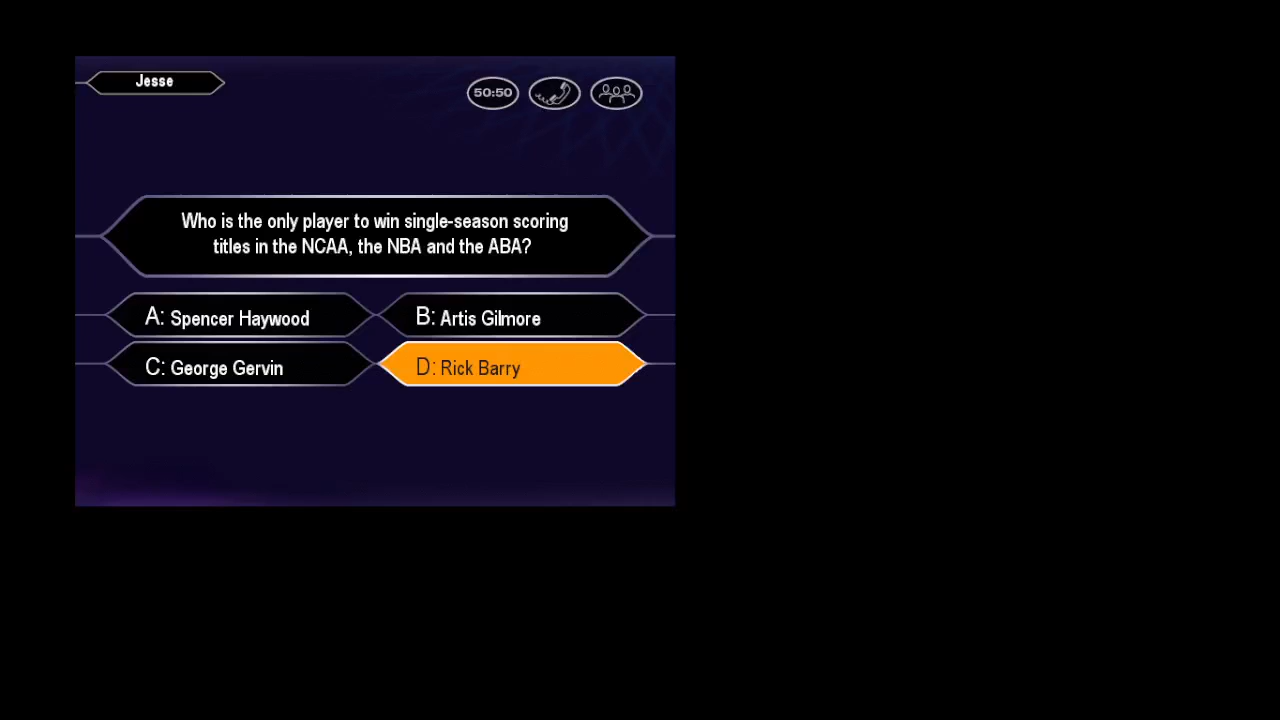 Jesse
50:50
Who is the only player to win single-season scoring
titles in the NCAA, the NBA and the ABA?
A: Spencer Haywood
B: Artis Gilmore
C: George Gervin
D: Rick Barry